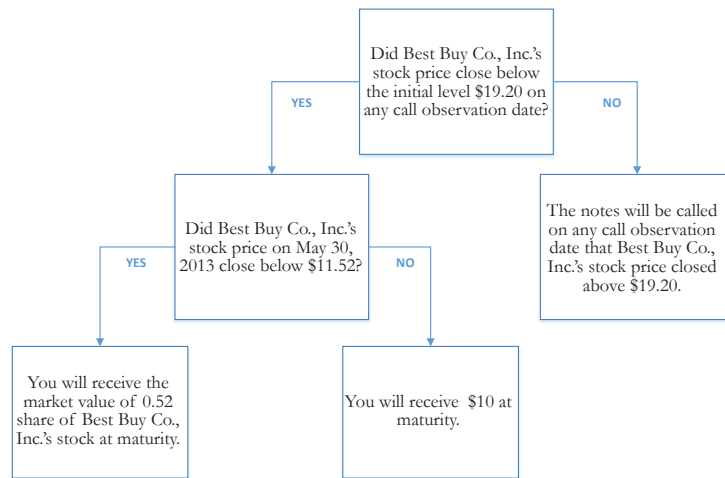 Did Best Buy Co., Inc.'s
stock price close below
the initial level $19.20 on
any call observation date?
YES
NO
Did Best Buy Co., Inc.'s
stock price on May 30,
2013 close below $11.52?
The notes will be called
on any call observation
date that Best Buy Co.,
Inc.'s stock price closed
above $19.20.
YES
NO
You will receive the
market value of 0.52
share of Best Buy Co.,
Inc.'s stock at maturity.
You will receive $10 at
maturity.